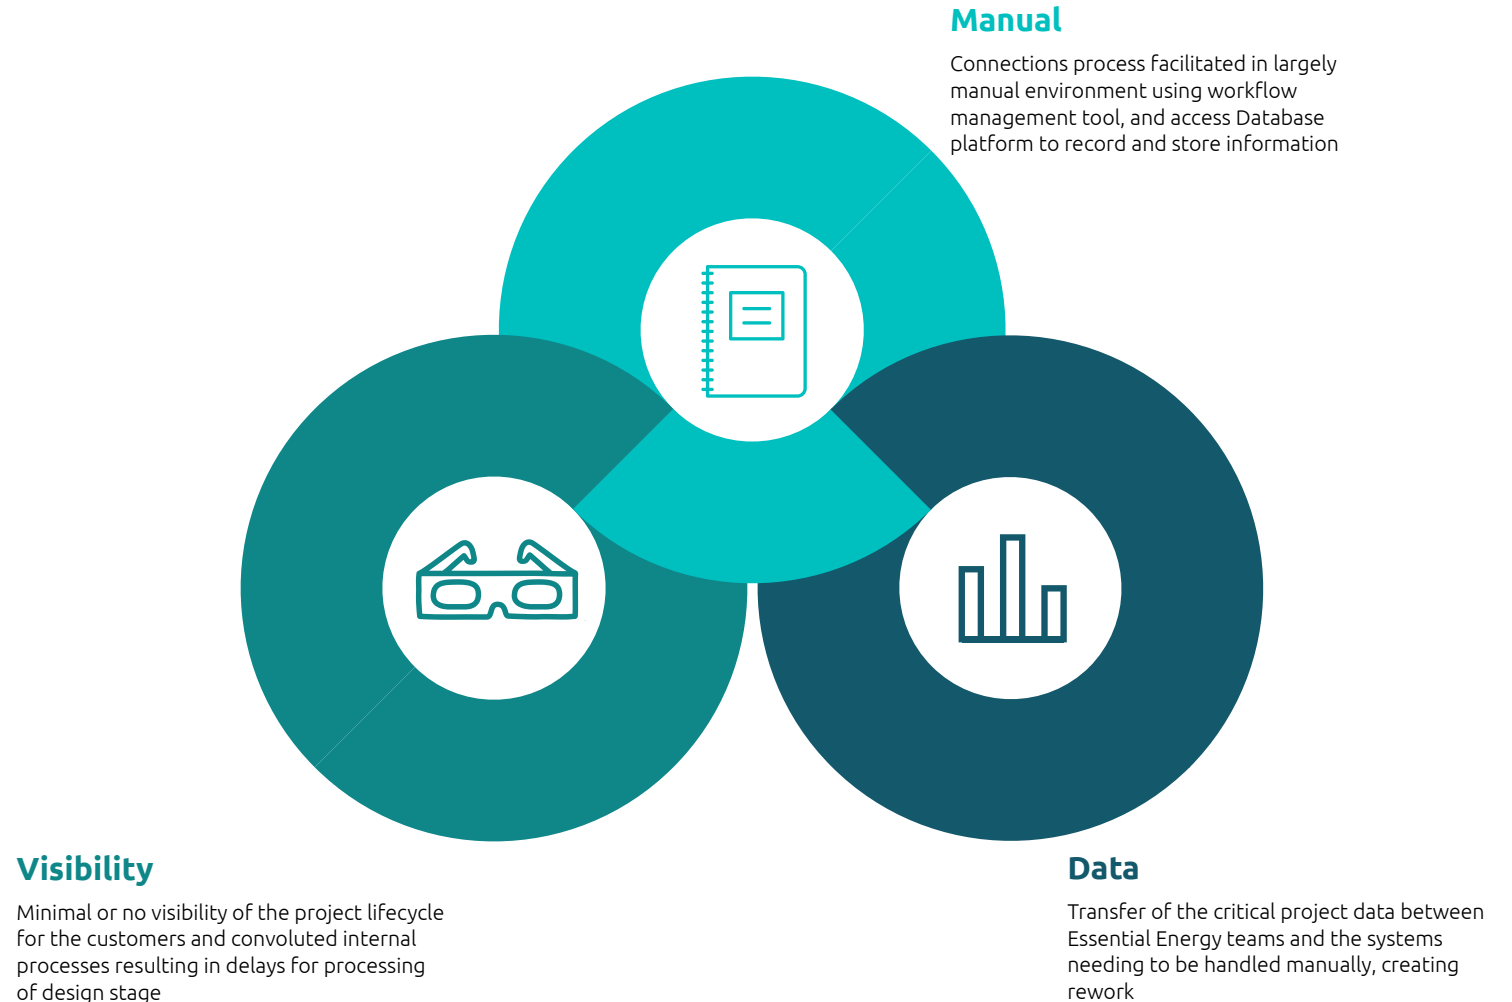 Manual
Connections process facilitated in largely
manual environment using workflow
management tool, and access Database
platform to record and store information
Visibility
Minimal or no visibility of the project lifecycle
for the customers and convoluted internal
processes resulting in delays for processing
of design stage
Data
Transfer of the critical project data between
Essential Energy teams and the systems
needing to be handled manually, creating
rework